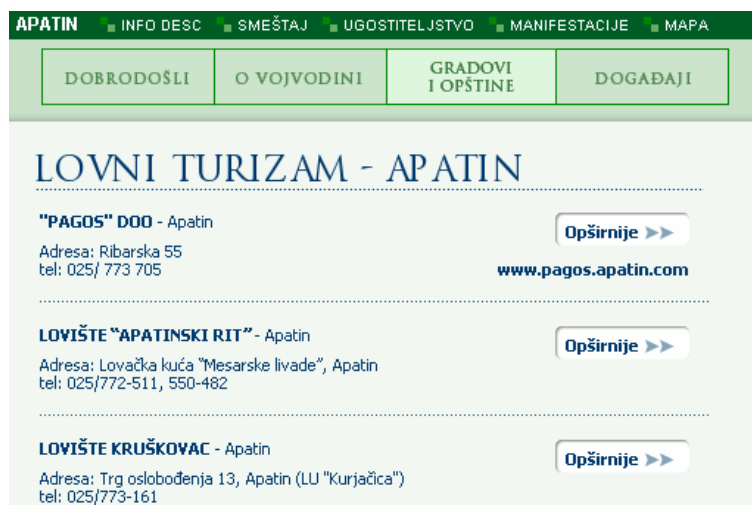 APATIN INFO DESC SMEŠTAJ UGOSTITELJSTVO MANIFESTACIJE MAPA
DOBRODOŠLI O VOJVODINI GRADOVI I OPŠTINE DOGAĐAJI
LOVNI TURIZAM - APATIN
"PAGOS" DOO - Apatin
Opširnije
Adresa: Ribarska 55
tel: 025/ 773 705
www.pagos.apatin.com
LOVIŠTE “APATINSKI RIT” - Apatin
Opširnije
Adresa: Lovačka kuća “Mesarske livade”, Apatin
tel: 025/772-511, 550-482
LOVIŠTE KRUŠKOVAC - Apatin
Opširnije
Adresa: Trg oslobođenja 13, Apatin (LU "Kurjačica")
tel: 025/773-161